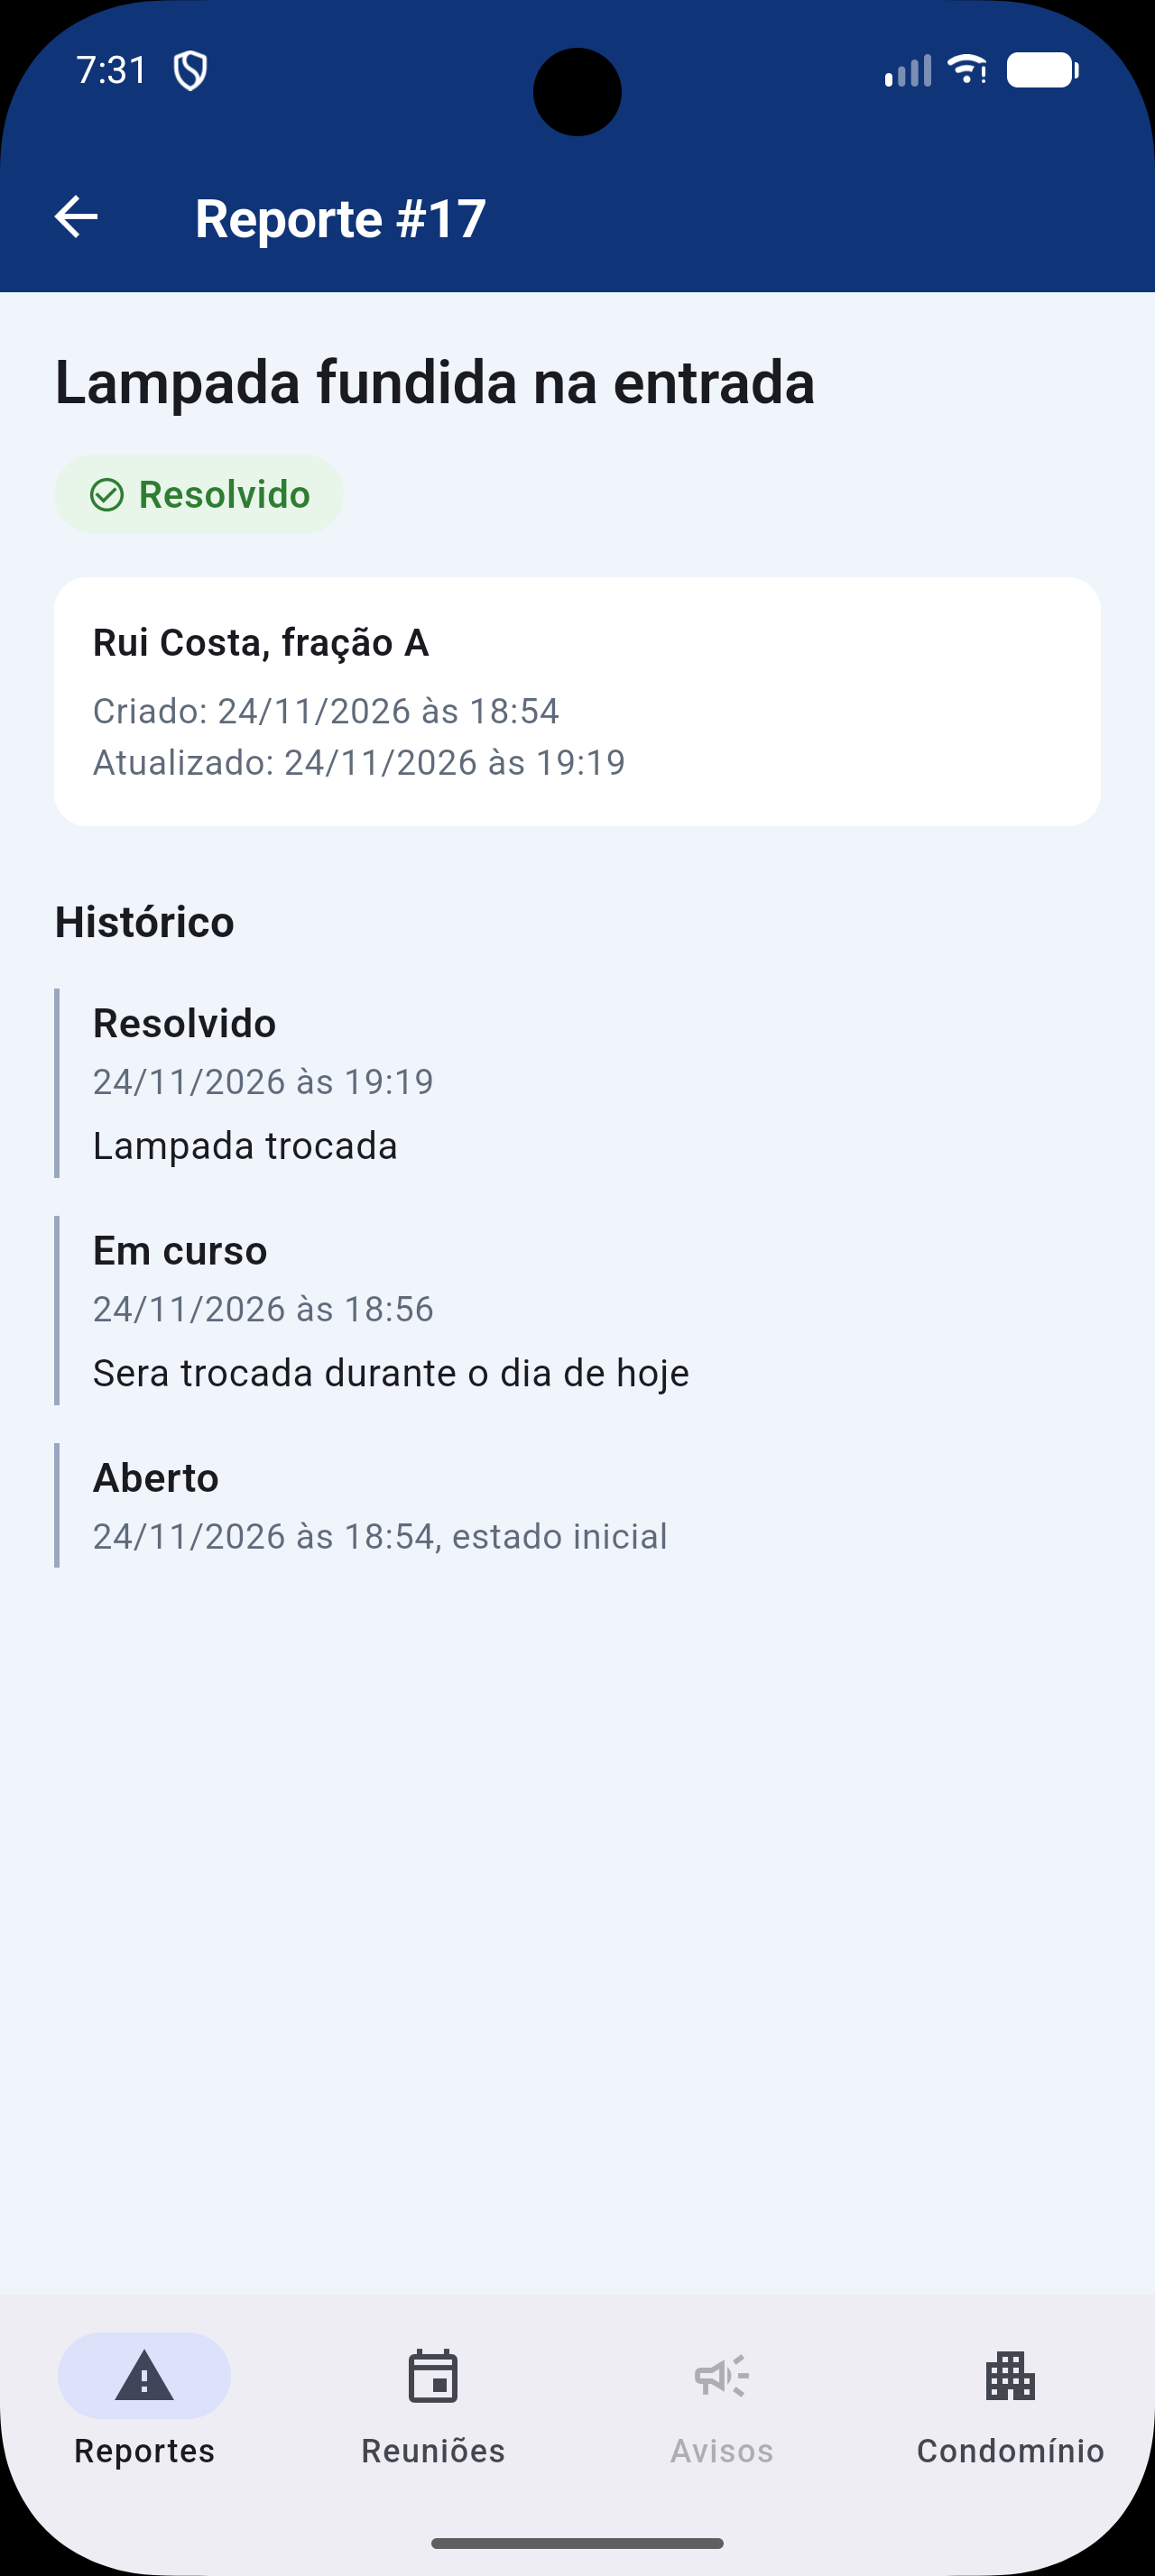 7:31
Reporte #17
Lampada fundida na entrada
Resolvido
Rui Costa, fração A
Criado: 24/11/2026 às 18:54
Atualizado: 24/11/2026 às 19:19
Histórico
Resolvido
24/11/2026 às 19:19
Lampada trocada
Em curso
24/11/2026 às 18:56
Sera trocada durante o dia de hoje
Aberto
24/11/2026 às 18:54, estado inicial
Reportes
Reuniões
Avisos
Condomínio